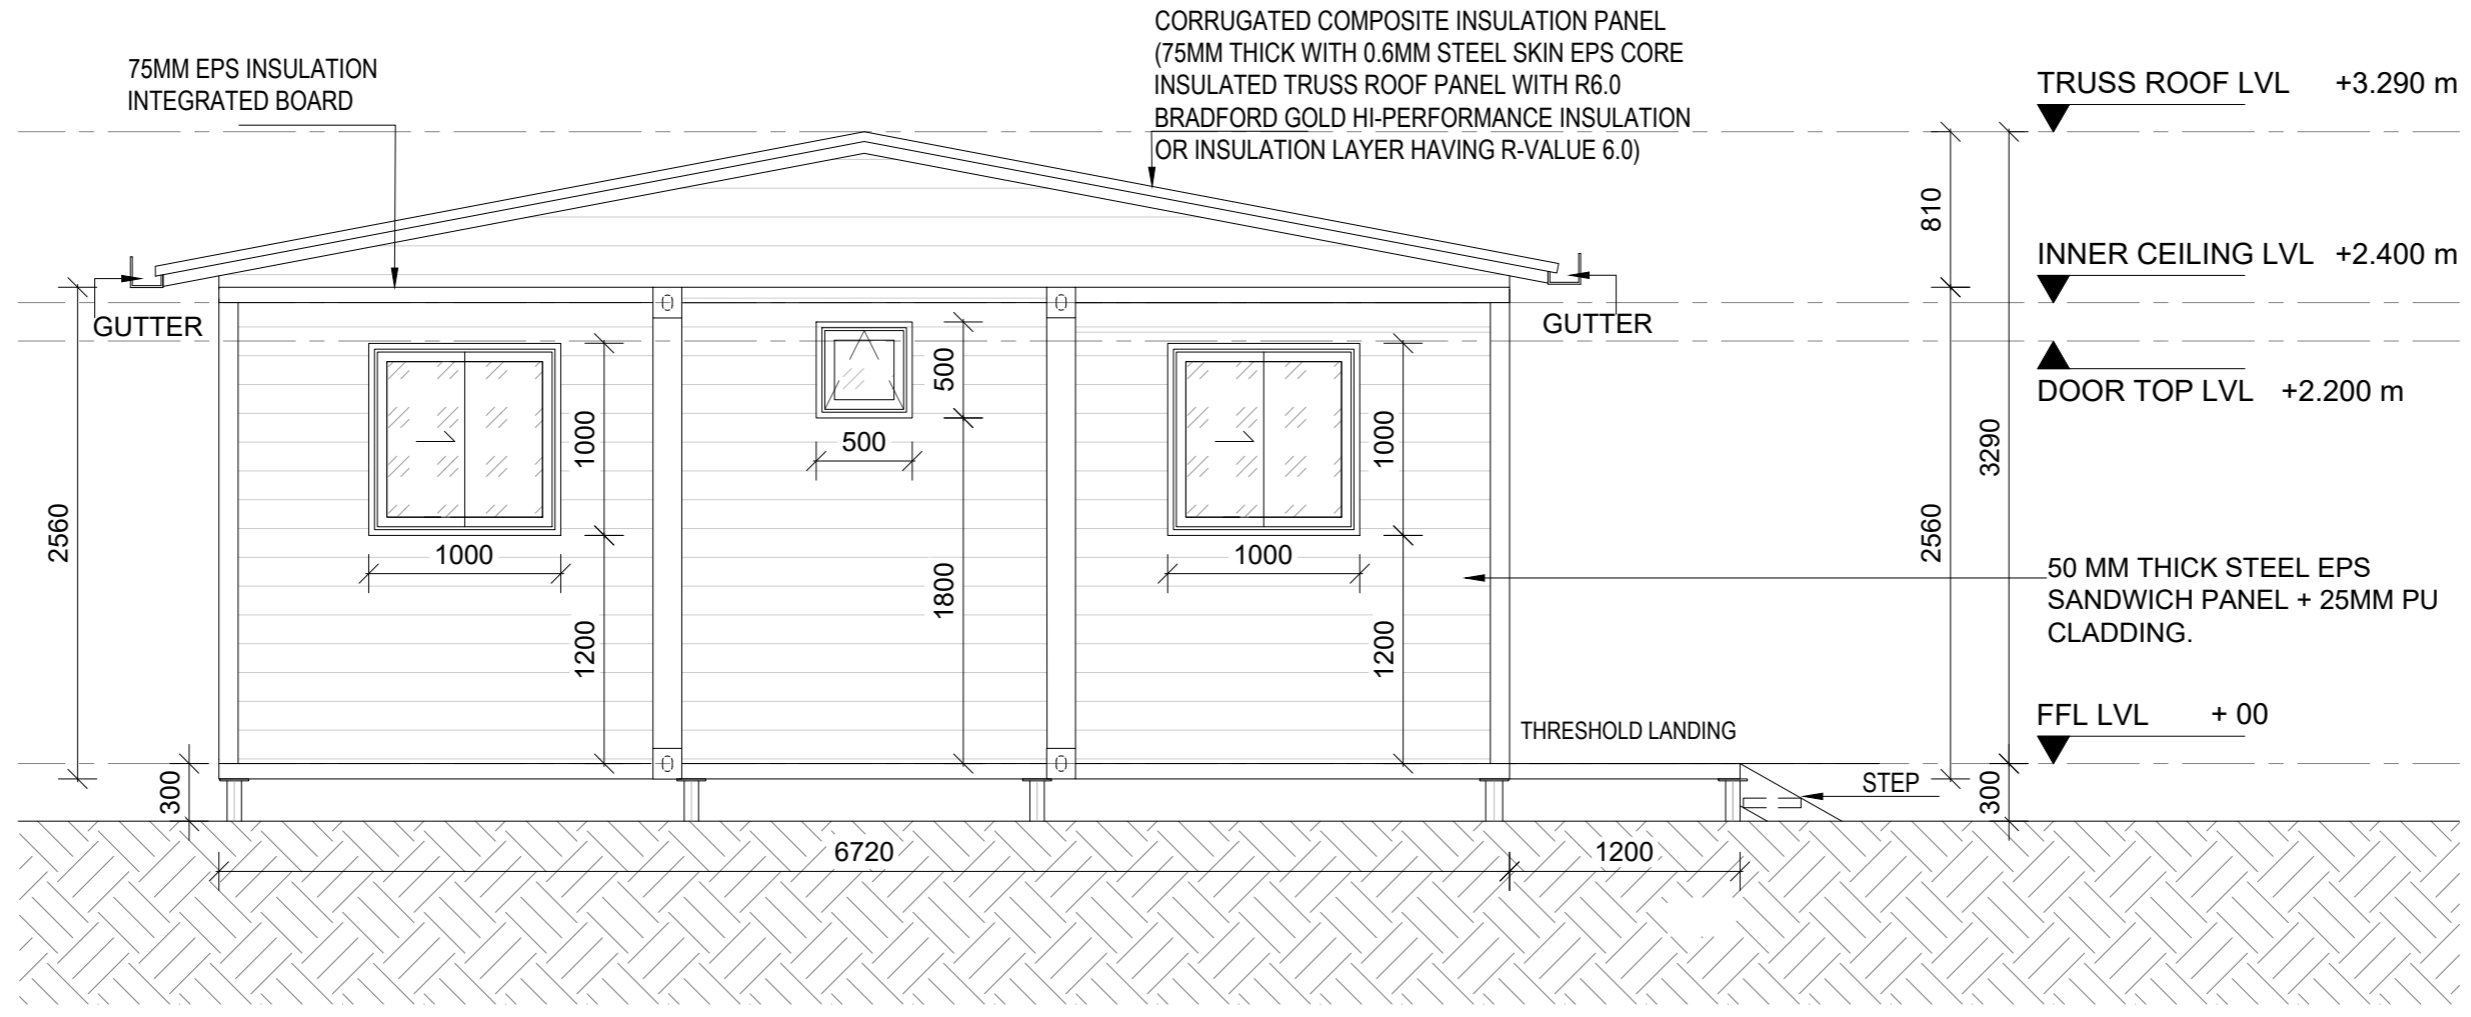 CORRUGATED COMPOSITE INSULATION PANEL
(75MM THICK WITH 0.6MM STEEL SKIN EPS CORE
INSULATED TRUSS ROOF PANEL WITH R6.0
BRADFORD GOLD HI-PERFORMANCE INSULATION
OR INSULATION LAYER HAVING R-VALUE 6.0)
75MM EPS INSULATION
INTEGRATED BOARD
TRUSS ROOF LVL +3.290 m
810
INNER CEILING LVL +2.400 m
GUTTER
GUTTER
DOOR TOP LVL +2.200 m
500
500
1000
1000
1000
1000
3290
2560
2560
1800
1200
1200
50 MM THICK STEEL EPS
SANDWICH PANEL + 25MM PU
CLADDING.
FFL LVL + 00
THRESHOLD LANDING
STEP
300
300
6720
1200